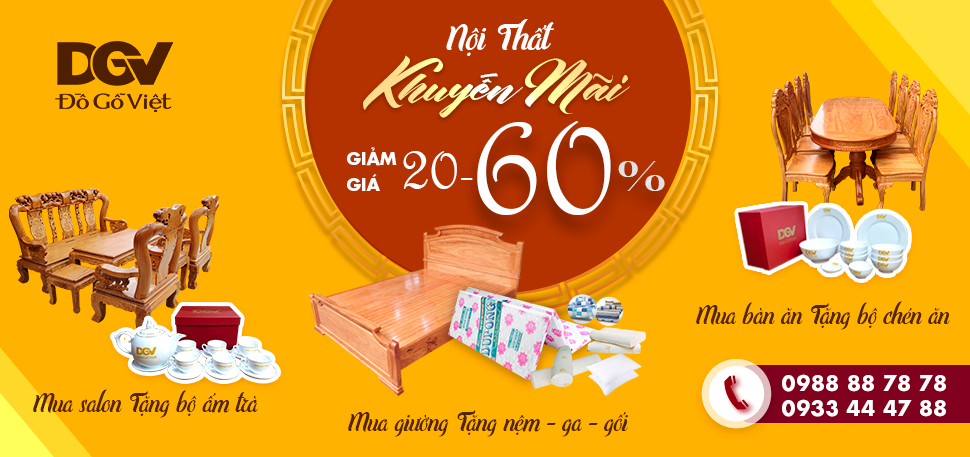 DGV
Đồ Gỗ Việt
Nội Thất
Khuyến Mãi
GIẢM GIÁ 20-60%
DGV
DGV
Mua salon Tặng bộ ấm trà
Mua giường Tặng nệm - ga - gối
Mua bàn ăn Tặng bộ chén ăn
0988 88 78 78
0933 44 47 88